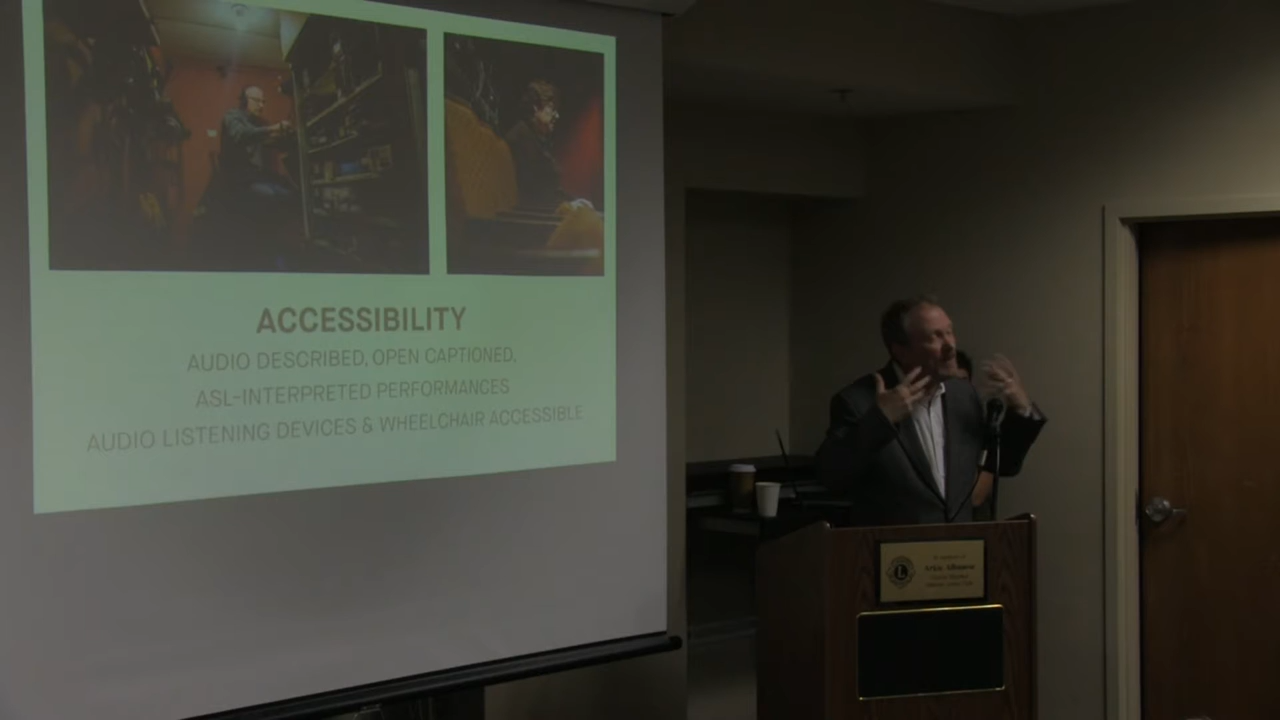 ACCESSIBILITY
AUDIO DESCRIBED, OPEN CAPTIONED,
ASL-INTERPRETED PERFORMANCES
AUDIO LISTENING DEVICES & WHEELCHAIR ACCESSIBLE
L